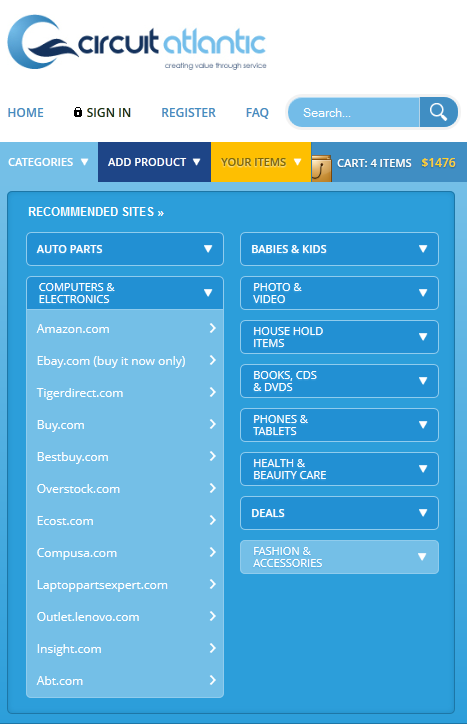 circuit atlantic
creating value through service
HOME
SIGN IN
REGISTER
FAQ
Search...
CATEGORIES
ADD PRODUCT
YOUR ITEMS
CART: 4 ITEMS $1476
RECOMMENDED SITES »
AUTO PARTS
COMPUTERS &
ELECTRONICS
Amazon.com
Ebay.com (buy it now only)
Tigerdirect.com
Buy.com
Bestbuy.com
Overstock.com
Ecost.com
Compusa.com
Laptoppartsexpert.com
Outlet.lenovo.com
Insight.com
Abt.com
BABIES & KIDS
PHOTO &
VIDEO
HOUSE HOLD
ITEMS
BOOKS, CDS
& DVDS
PHONES &
TABLETS
HEALTH &
BEAUITY CARE
DEALS
FASHION &
ACCESSORIES